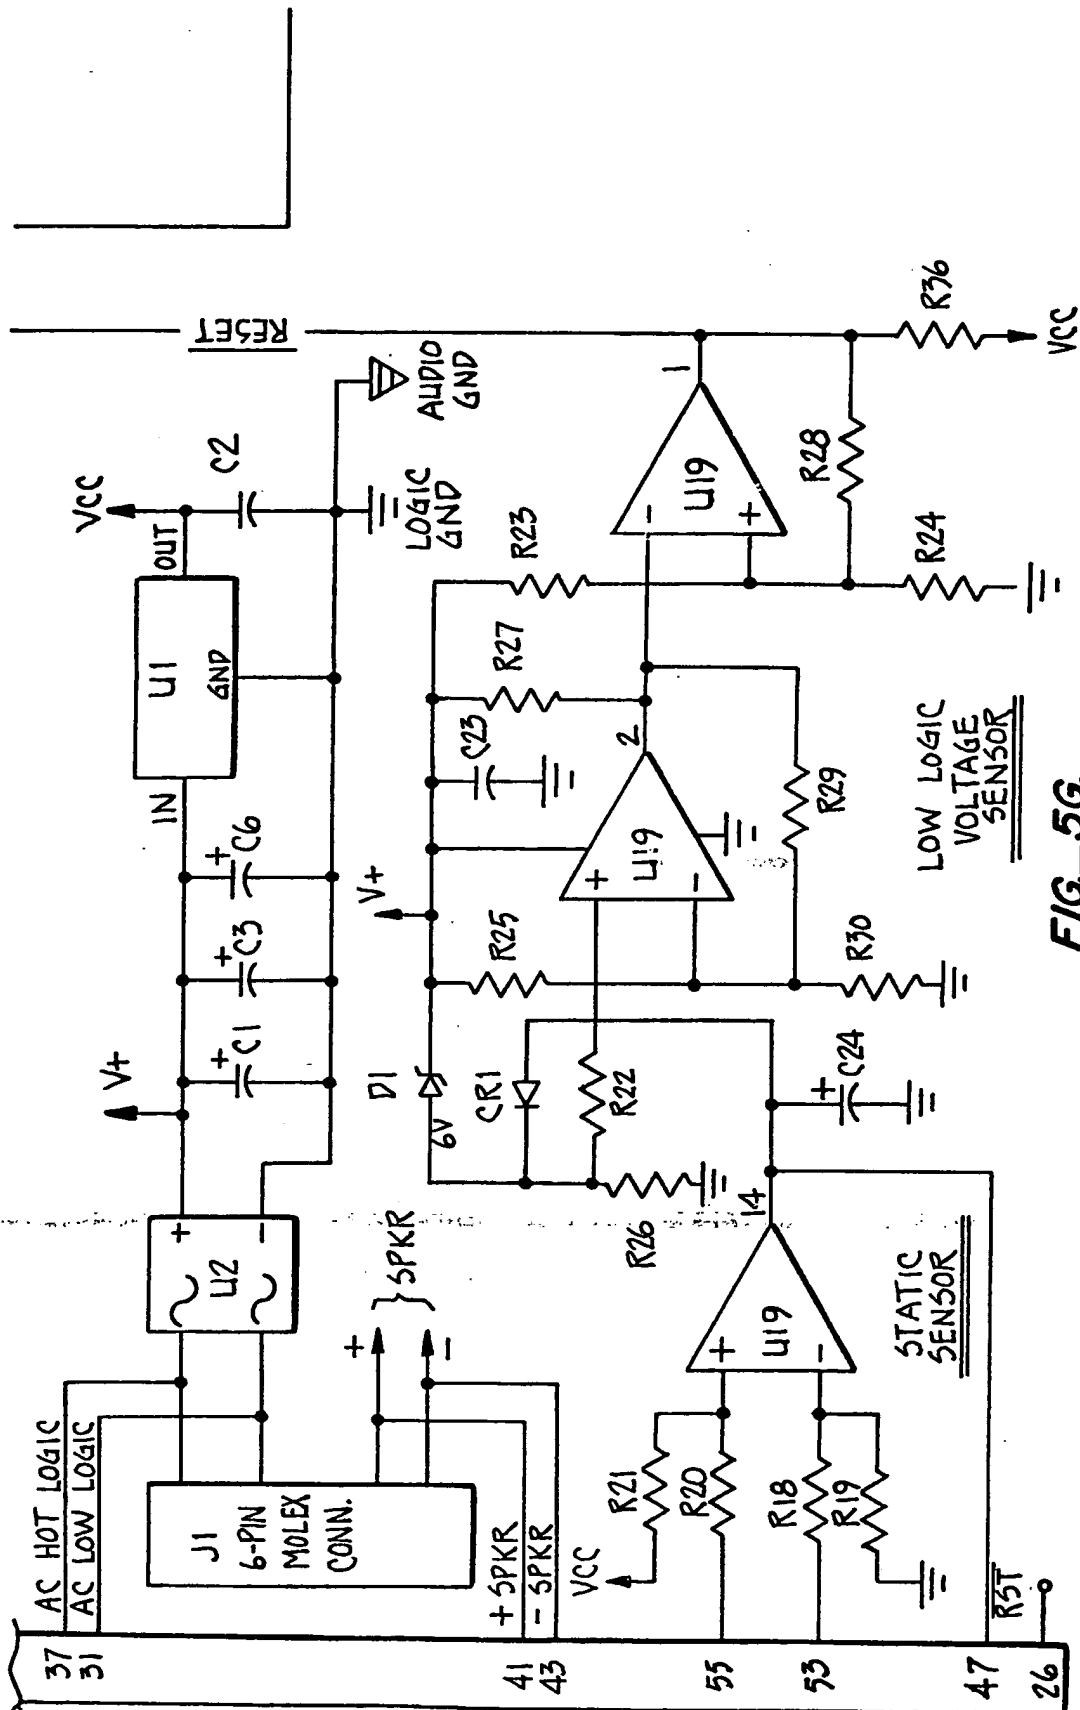 AC HOT LOGIC
AC LOW LOGIC
37
31
J1
6-PIN
MOLEX
CONN.
U2
+
−
+
−
} SPKR
+ SPKR
− SPKR
41
43
V+
+
C1
+
C3
+
C6
IN
U1
GND
OUT
VCC
C2
LOGIC
GND
AUDIO
GND
RESET
D1
6V
CR1
R22
R26
V+
R25
C23
R27
R23
+
−
U19
2
R29
R30
−
+
U19
1
R28
R24
R36
VCC
LOW LOGIC
VOLTAGE
SENSOR
VCC
R21
R20
R18
R19
55
53
+
−
U19
14
+
C24
STATIC
SENSOR
47
RST
26
FIG. 5G.